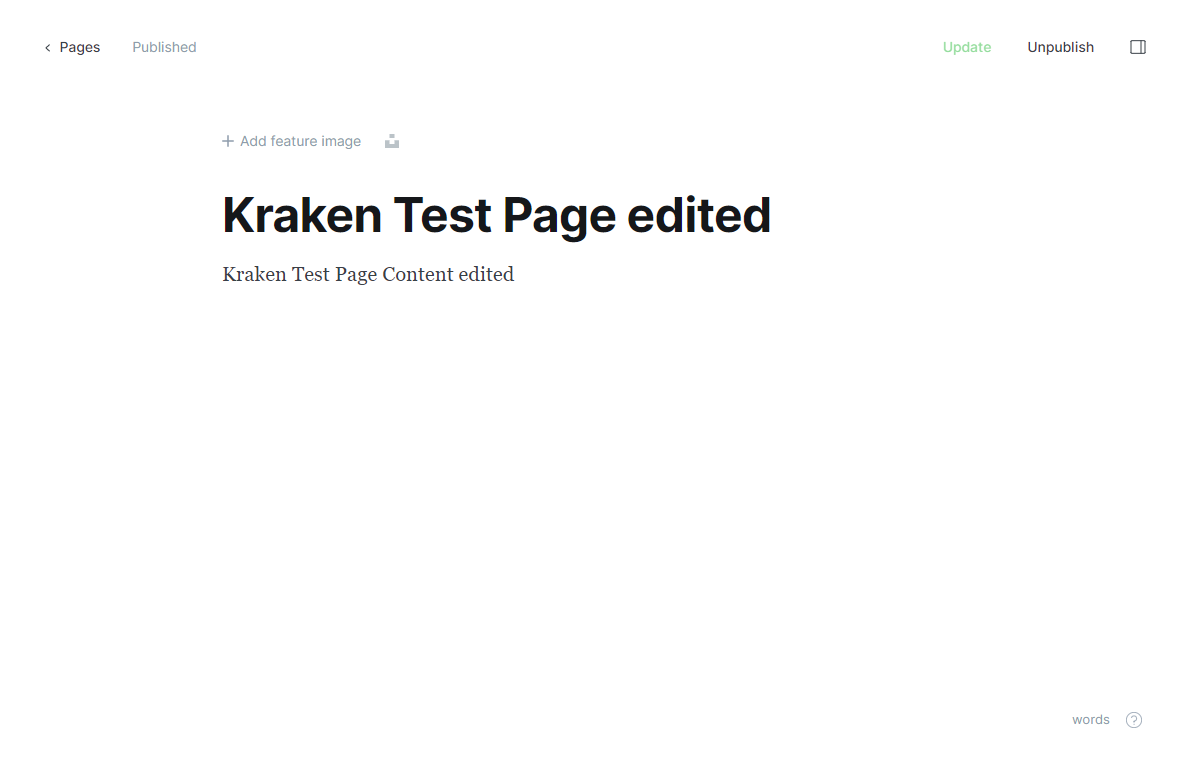 Pages Published Update Unpublish
Add feature image
Kraken Test Page edited
Kraken Test Page Content edited
words